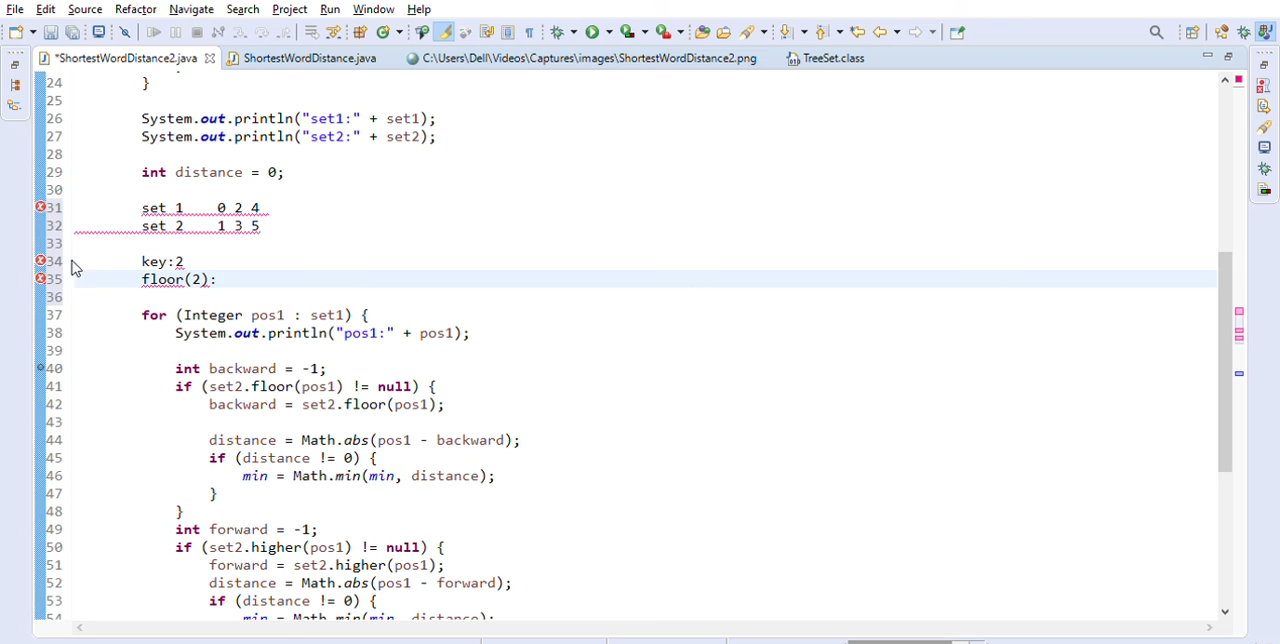 File Edit Source Refactor Navigate Search Project Run Window Help
*ShortestWordDistance2.java ShortestWordDistance.java C:\Users\Dell\Videos\Captures\images\ShortestWordDistance2.png TreeSet.class
24 }
25
26 System.out.println("set1:" + set1);
27 System.out.println("set2:" + set2);
28
29 int distance = 0;
30
31 set 1 0 2 4
32 set 2 1 3 5
33
34 key:2
35 floor(2):
36
37 for (Integer pos1 : set1) {
38 System.out.println("pos1:" + pos1);
39
40 int backward = -1;
41 if (set2.floor(pos1) != null) {
42 backward = set2.floor(pos1);
43
44 distance = Math.abs(pos1 - backward);
45 if (distance != 0) {
46 min = Math.min(min, distance);
47 }
48 }
49 int forward = -1;
50 if (set2.higher(pos1) != null) {
51 forward = set2.higher(pos1);
52 distance = Math.abs(pos1 - forward);
53 if (distance != 0) {
54 min = Math.min(min, distance);